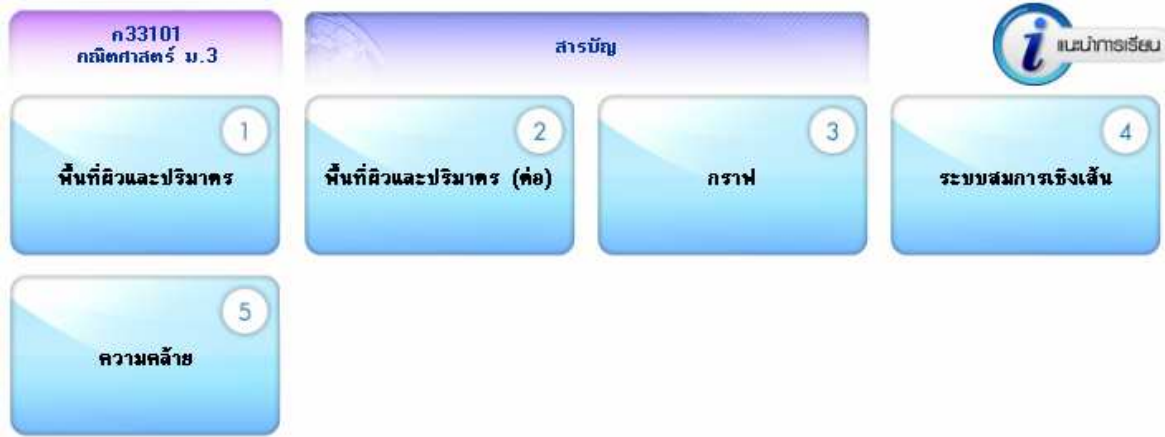 ค33101
คณิตศาสตร์ ม.3
สารบัญ
แนะนำการเรียน
1
พื้นที่ผิวและปริมาตร
2
พื้นที่ผิวและปริมาตร (ต่อ)
3
กราฟ
4
ระบบสมการเชิงเส้น
5
ความคล้าย